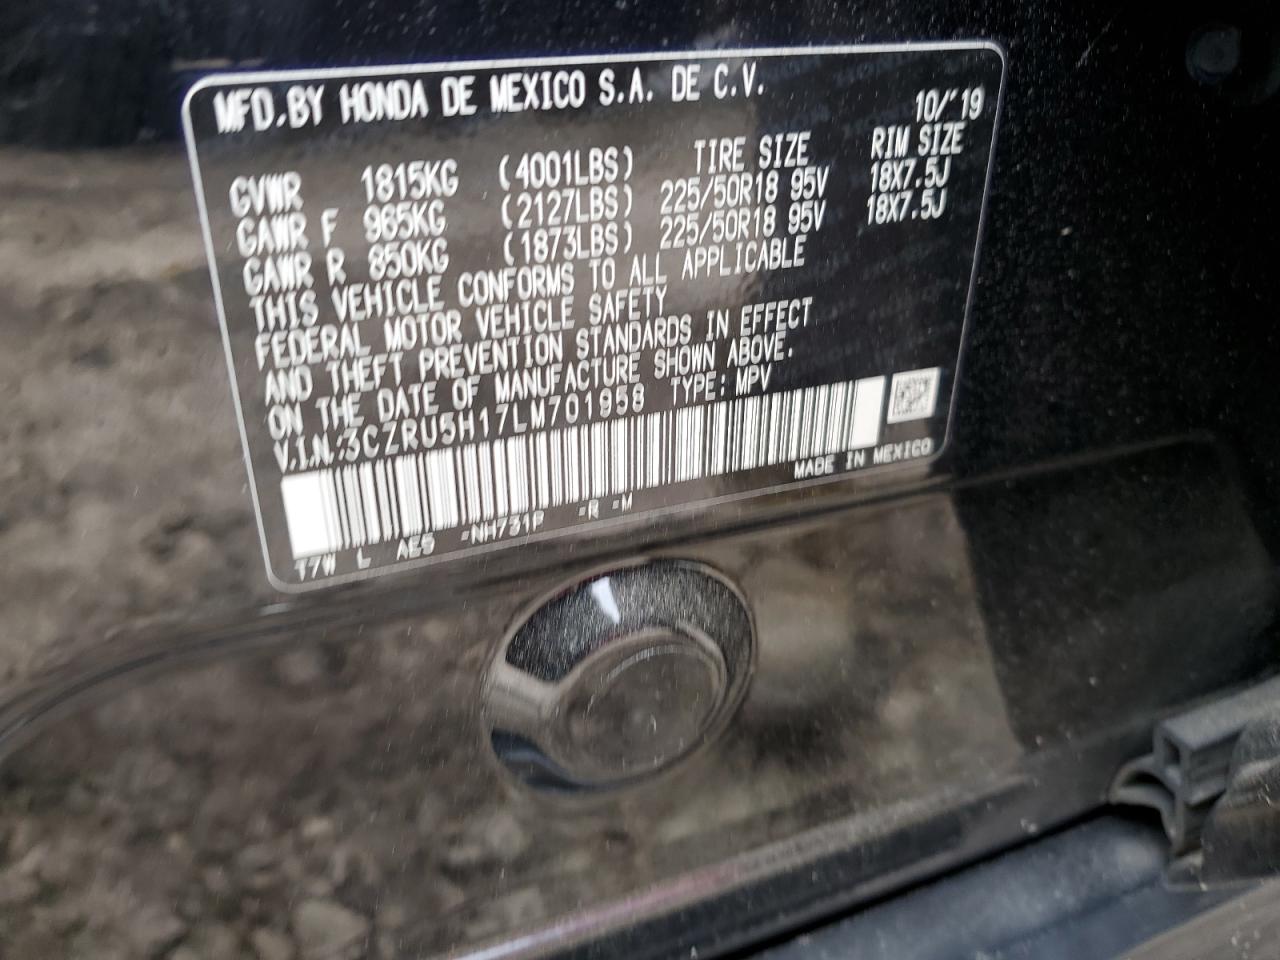 MFD.BY HONDA DE MEXICO S.A. DE C.V.
10/'19
TIRE SIZE RIM SIZE
GVWR 1815KG (4001LBS)
GAWR F 965KG (2127LBS) 225/50R18 95V 18X7.5J
GAWR R 850KG (1873LBS) 225/50R18 95V 18X7.5J
THIS VEHICLE CONFORMS TO ALL APPLICABLE
FEDERAL MOTOR VEHICLE SAFETY
AND THEFT PREVENTION STANDARDS IN EFFECT
ON THE DATE OF MANUFACTURE SHOWN ABOVE.
V.I.N.:3CZRU5H17LM701958 TYPE: MPV
MADE IN MEXICO
T7W L AE9 -NH731P -R -M